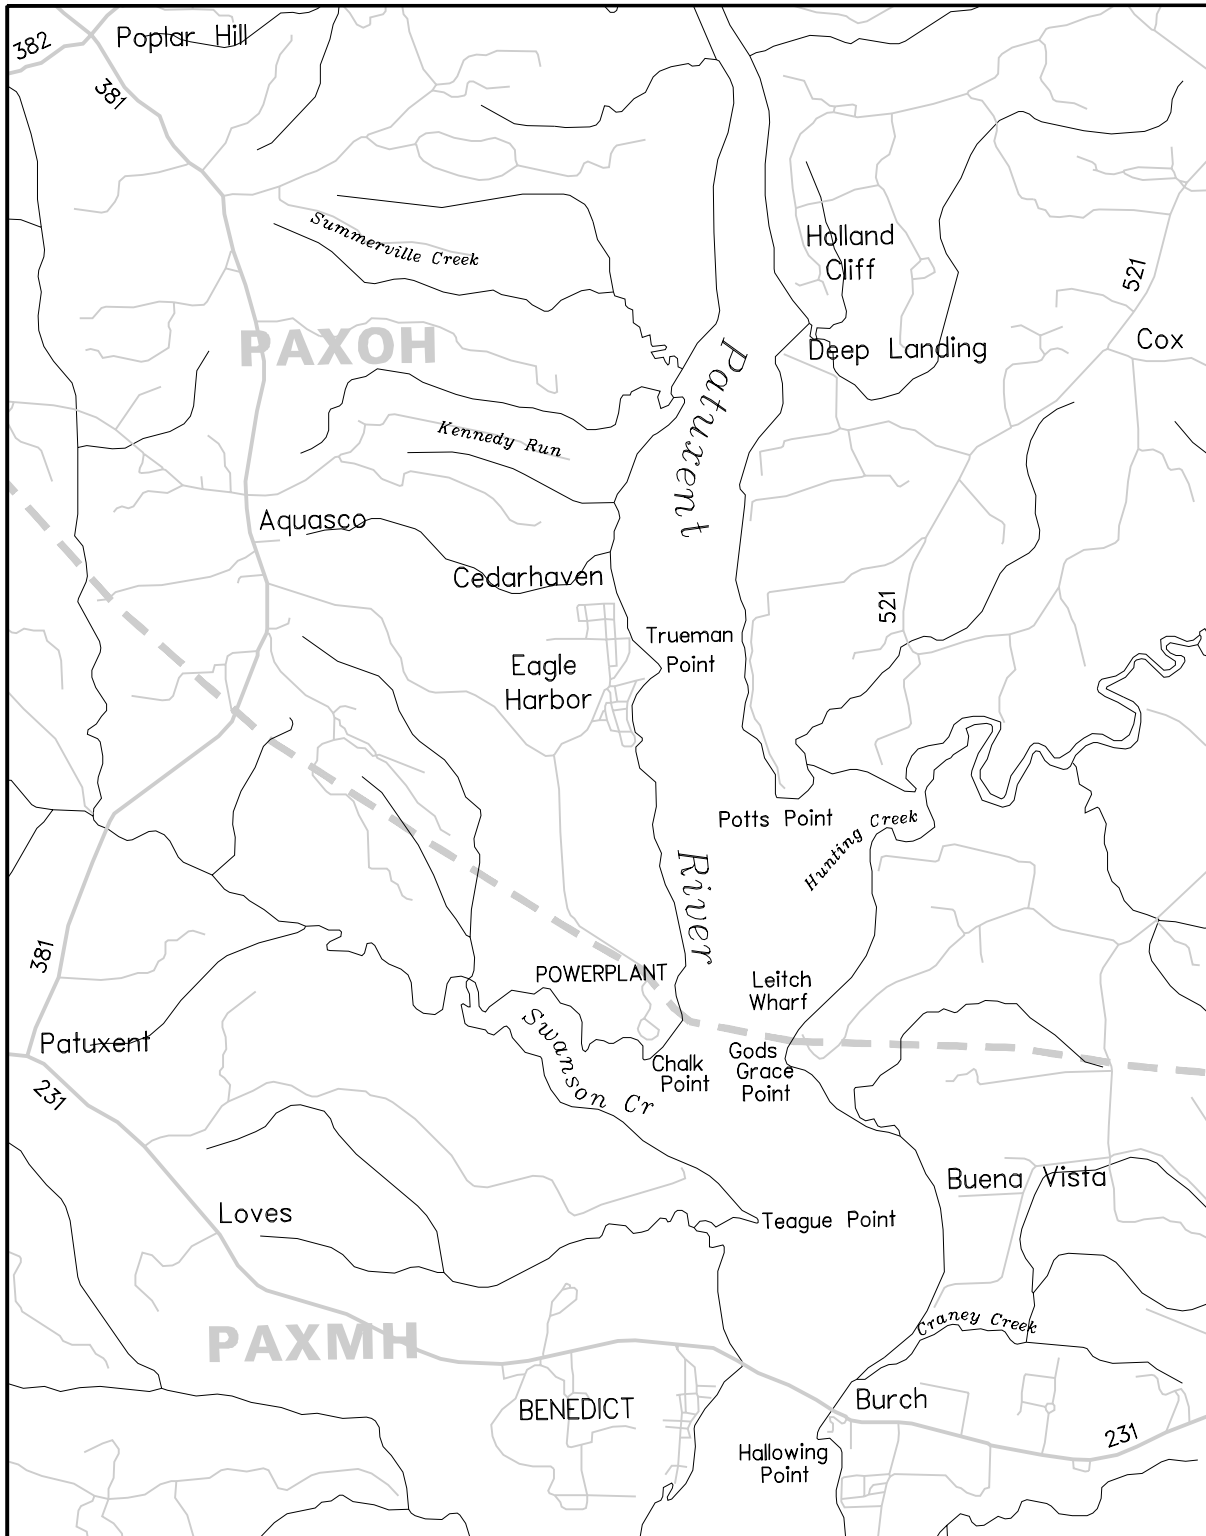 382
Poplar Hill
381
Summerville Creek
Holland
Cliff
521
PAXOH
Cox
Deep Landing
Patuxent
Kennedy Run
Aquasco
Cedarhaven
521
Trueman
Point
Eagle
Harbor
Potts Point
Hunting Creek
River
381
POWERPLANT
Leitch
Wharf
Swanson Cr
Patuxent
Gods
Grace
Point
Chalk
Point
231
Buena Vista
Loves
Teague Point
Craney Creek
PAXMH
Burch
BENEDICT
231
Hallowing
Point